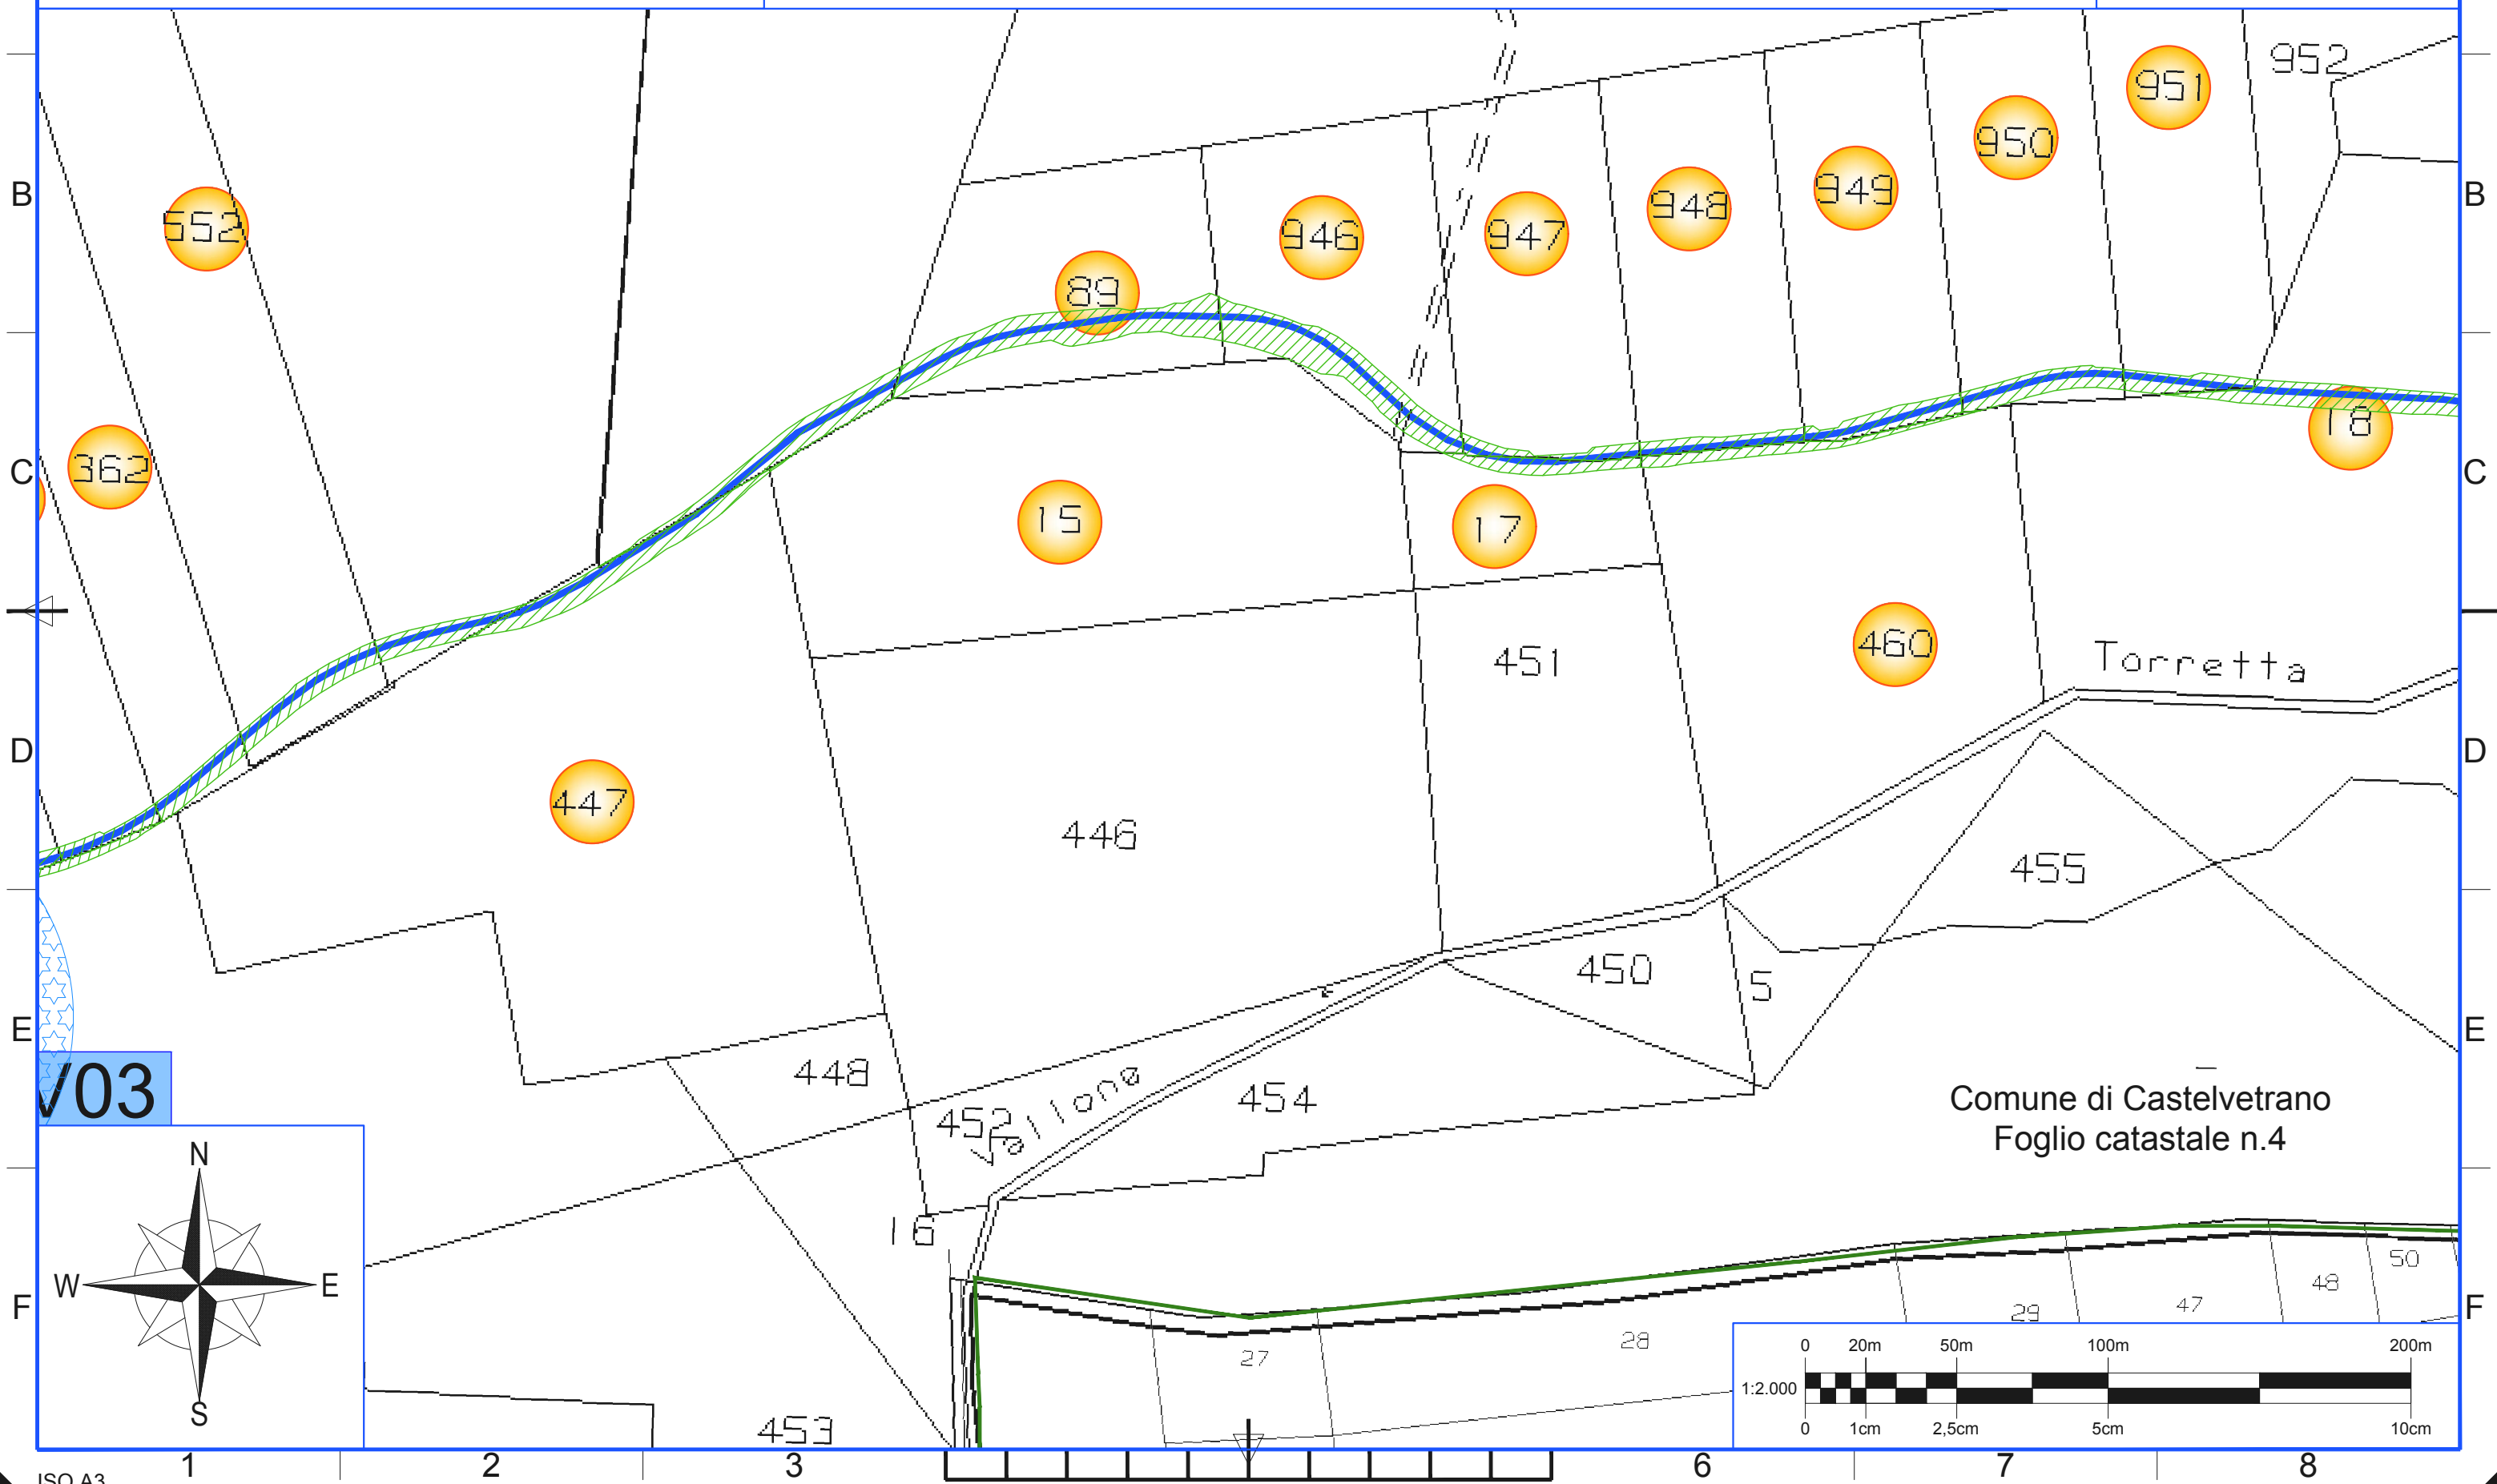 952
951
950
949
948
947
946
89
552
B
B
362
15
17
18
C
C
460
451
Torretta
447
446
455
D
D
450
5
448
452
Vallone
454
E
E
V03
Comune di Castelvetrano
Foglio catastale n.4
16
N
W
E
S
F
F
27
28
29
47
48
50
453
0
20m
50m
100m
200m
1:2.000
0
1cm
2,5cm
5cm
10cm
1
2
3
6
7
8
ISO A3